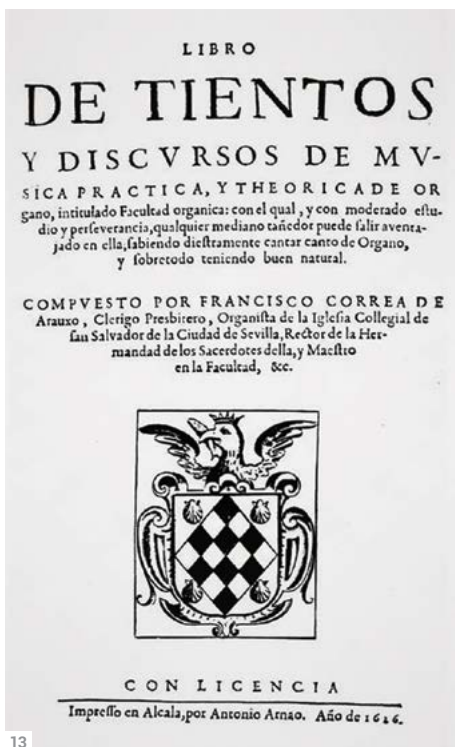 LIBRO
DE TIENTOS
Y DISCVRSOS DE MV-
SICA PRACTICA, Y THEORICA DE OR
gano, intitulado Facultad organica: con el qual, y con moderado eſtu-
dio y perſeverancia, qualquier mediano tañedor puede ſalir aventa-
jado en ella, ſabiendo dieſtramente cantar canto de Organo,
y ſobretodo teniendo buen natural.
COMPVESTO POR FRANCISCO CORREA DE
Arauxo, Clerigo Presbitero, Organiſta de la Igleſia Collegial de
ſan Salvador de la Ciudad de Sevilla, Rector de la Her-
mandad de los Sacerdotes della, y Maeſtro
en la Facultad, &c.
CON LICENCIA
Impreſſo en Alcala, por Antonio Arnao. Año de 1626.
13